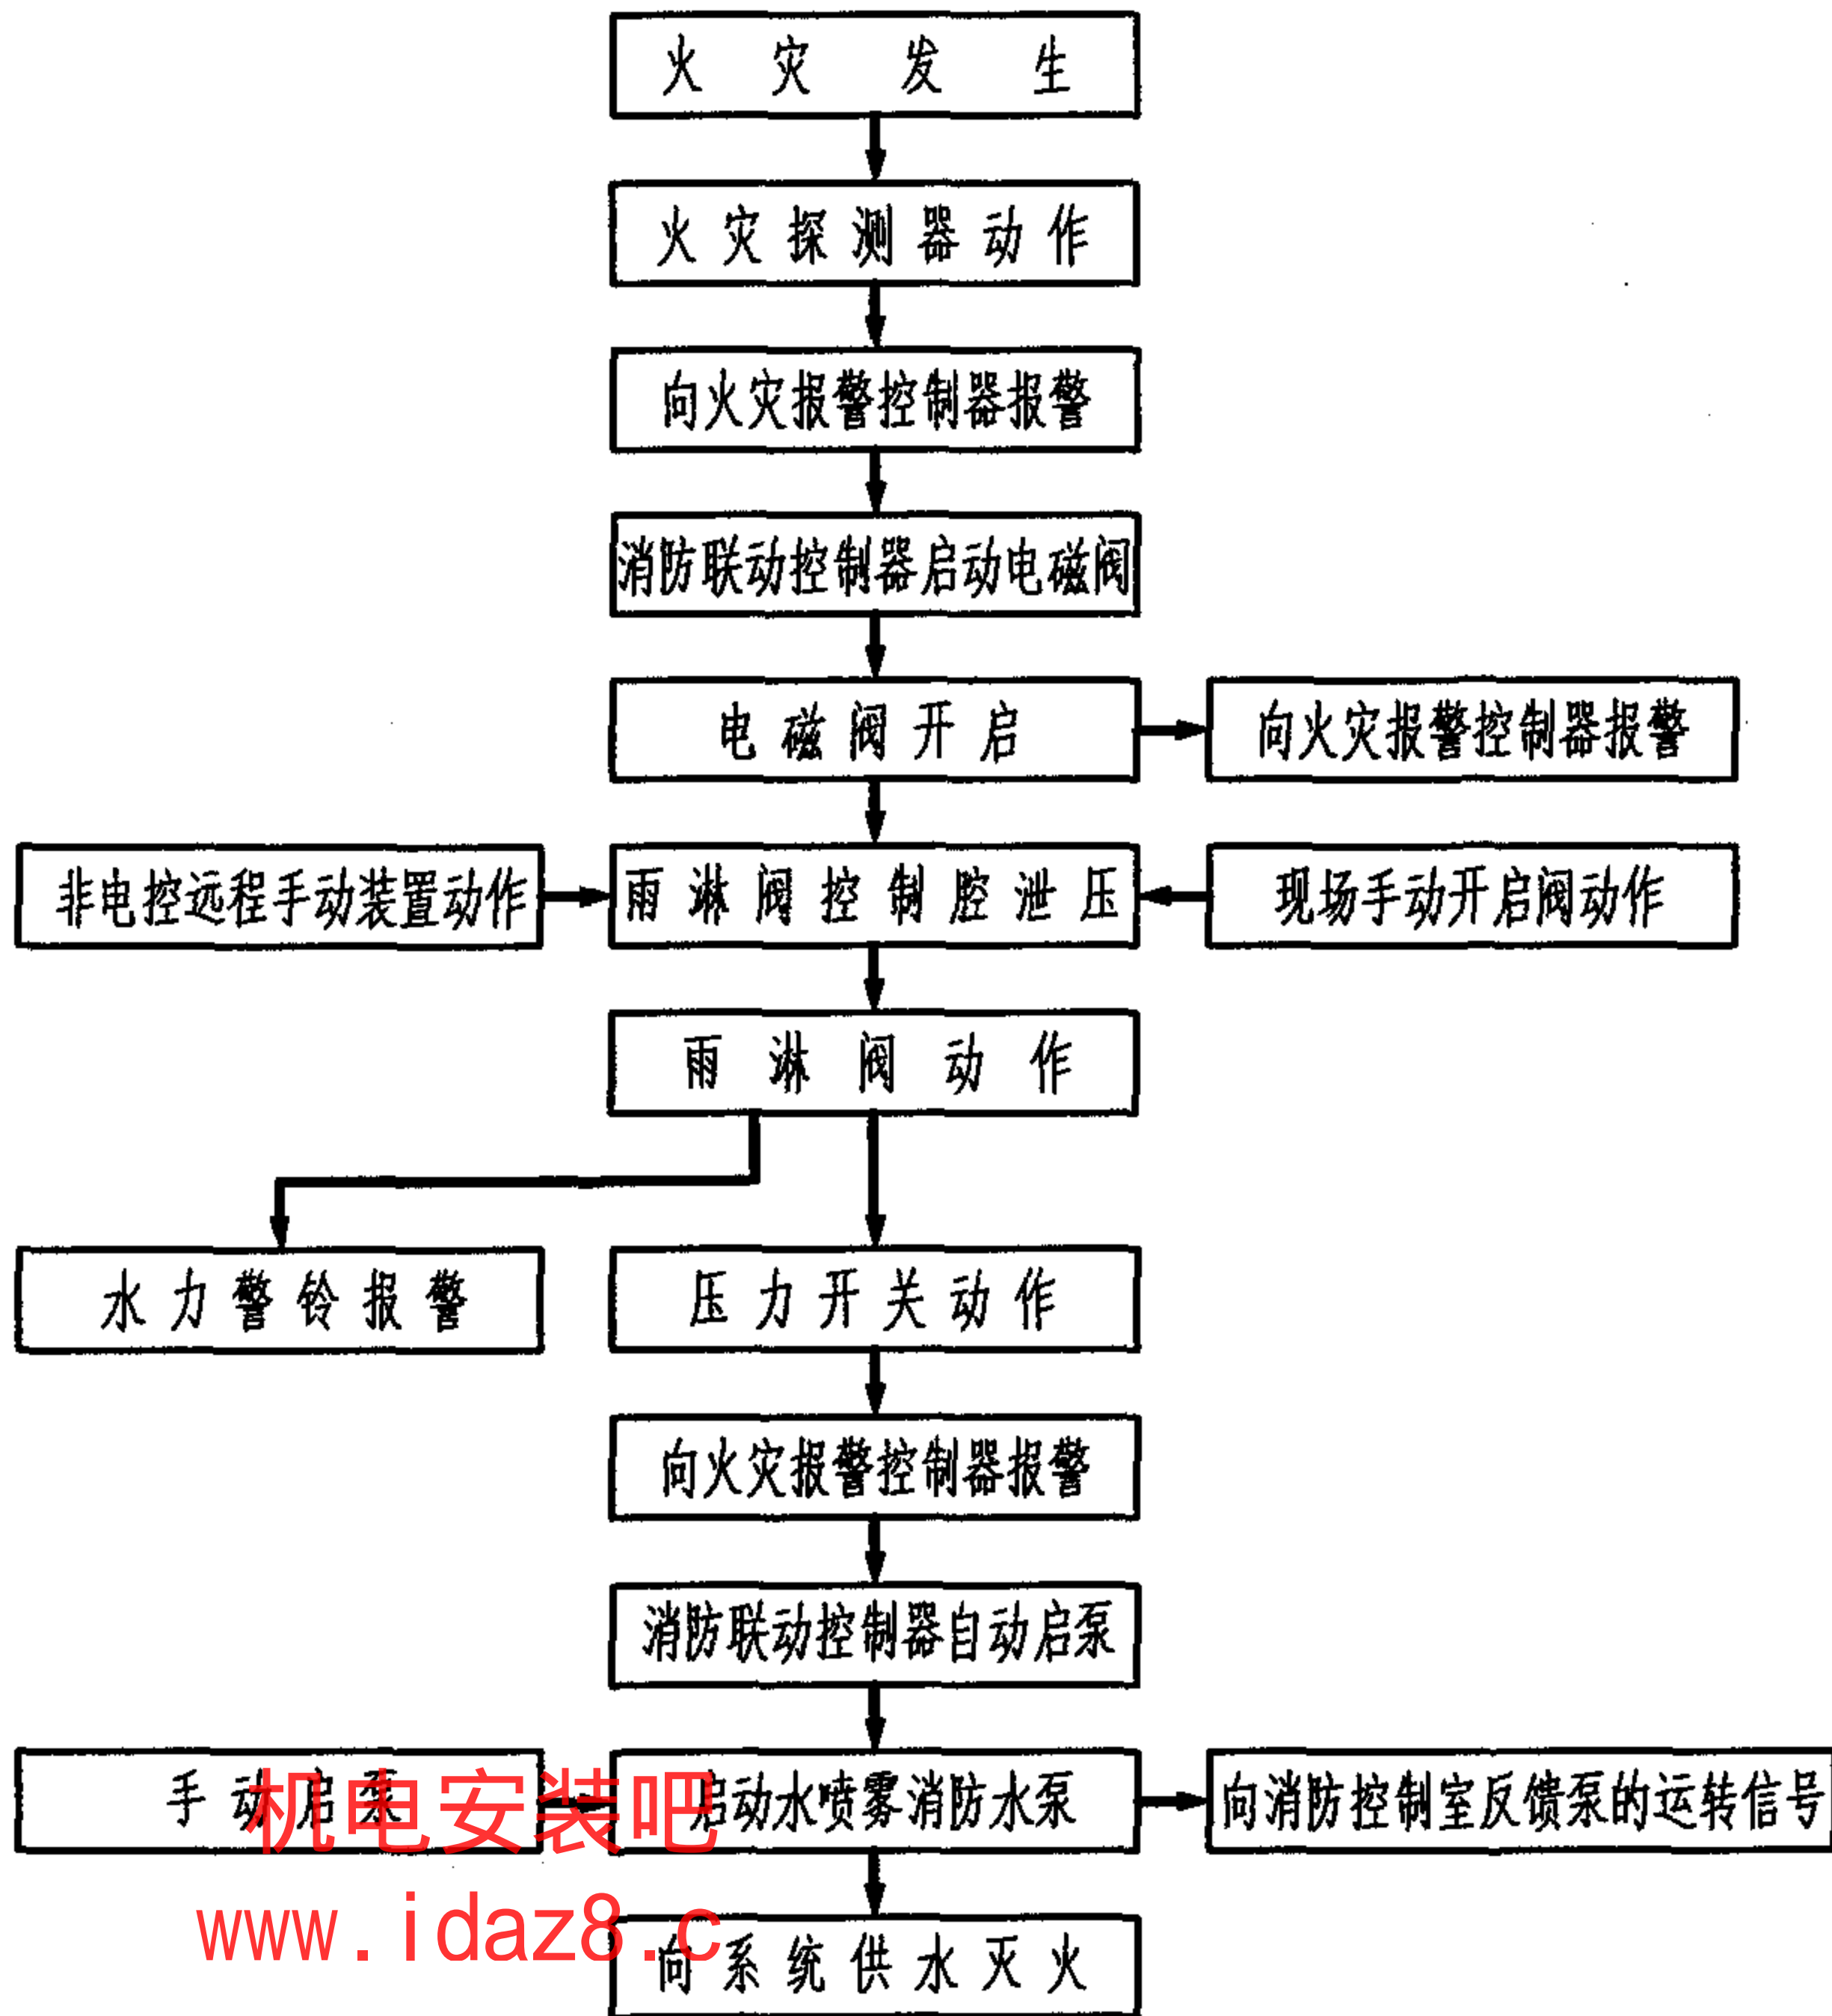 火灾发生
火灾探测器动作
向火灾报警控制器报警
消防联动控制器启动电磁阀
电磁阀开启
向火灾报警控制器报警
非电控远程手动装置动作
雨淋阀控制腔泄压
现场手动开启阀动作
雨淋阀动作
水力警铃报警
压力开关动作
向火灾报警控制器报警
消防联动控制器自动启泵
手动启泵
启动水喷雾消防水泵
向消防控制室反馈泵的运转信号
机电安装吧
www.idaz8.c
向系统供水灭火